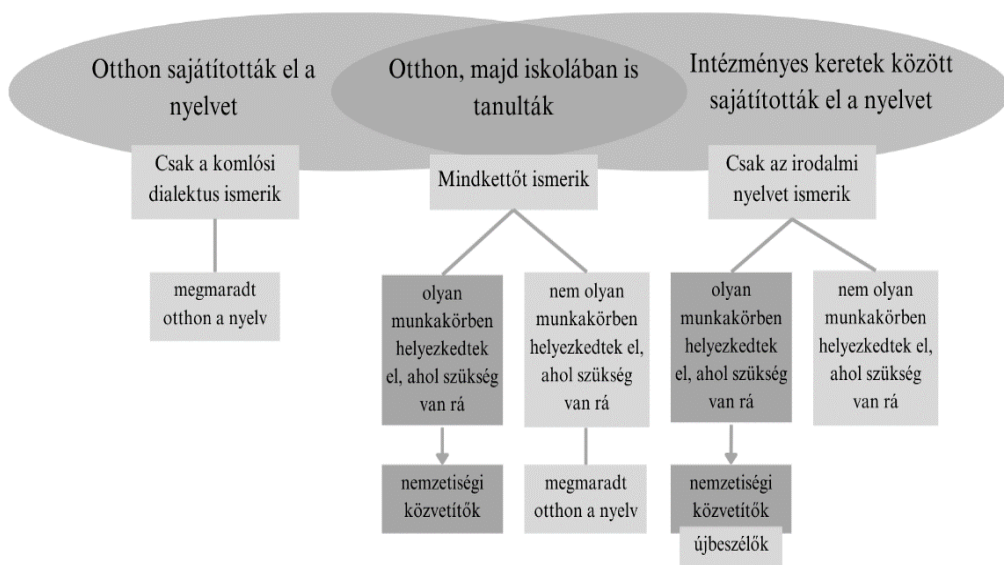 Otthon sajátították el a
nyelvet
Otthon, majd iskolában is
tanulták
Intézményes keretek között
sajátították el a nyelvet
Csak a komlósi
dialektus ismerik
Mindkettőt ismerik
Csak az irodalmi
nyelvet ismerik
megmaradt
otthon a nyelv
olyan
munkakörben
helyezkedtek
el, ahol szükség
van rá
nem olyan
munkakörben
helyezkedtek el,
ahol szükség
van rá
olyan
munkakörben
helyezkedtek
el, ahol szükség
van rá
nem olyan
munkakörben
helyezkedtek el,
ahol szükség
van rá
nemzetiségi
közvetítők
megmaradt
otthon a nyelv
nemzetiségi
közvetítők
újbeszélők